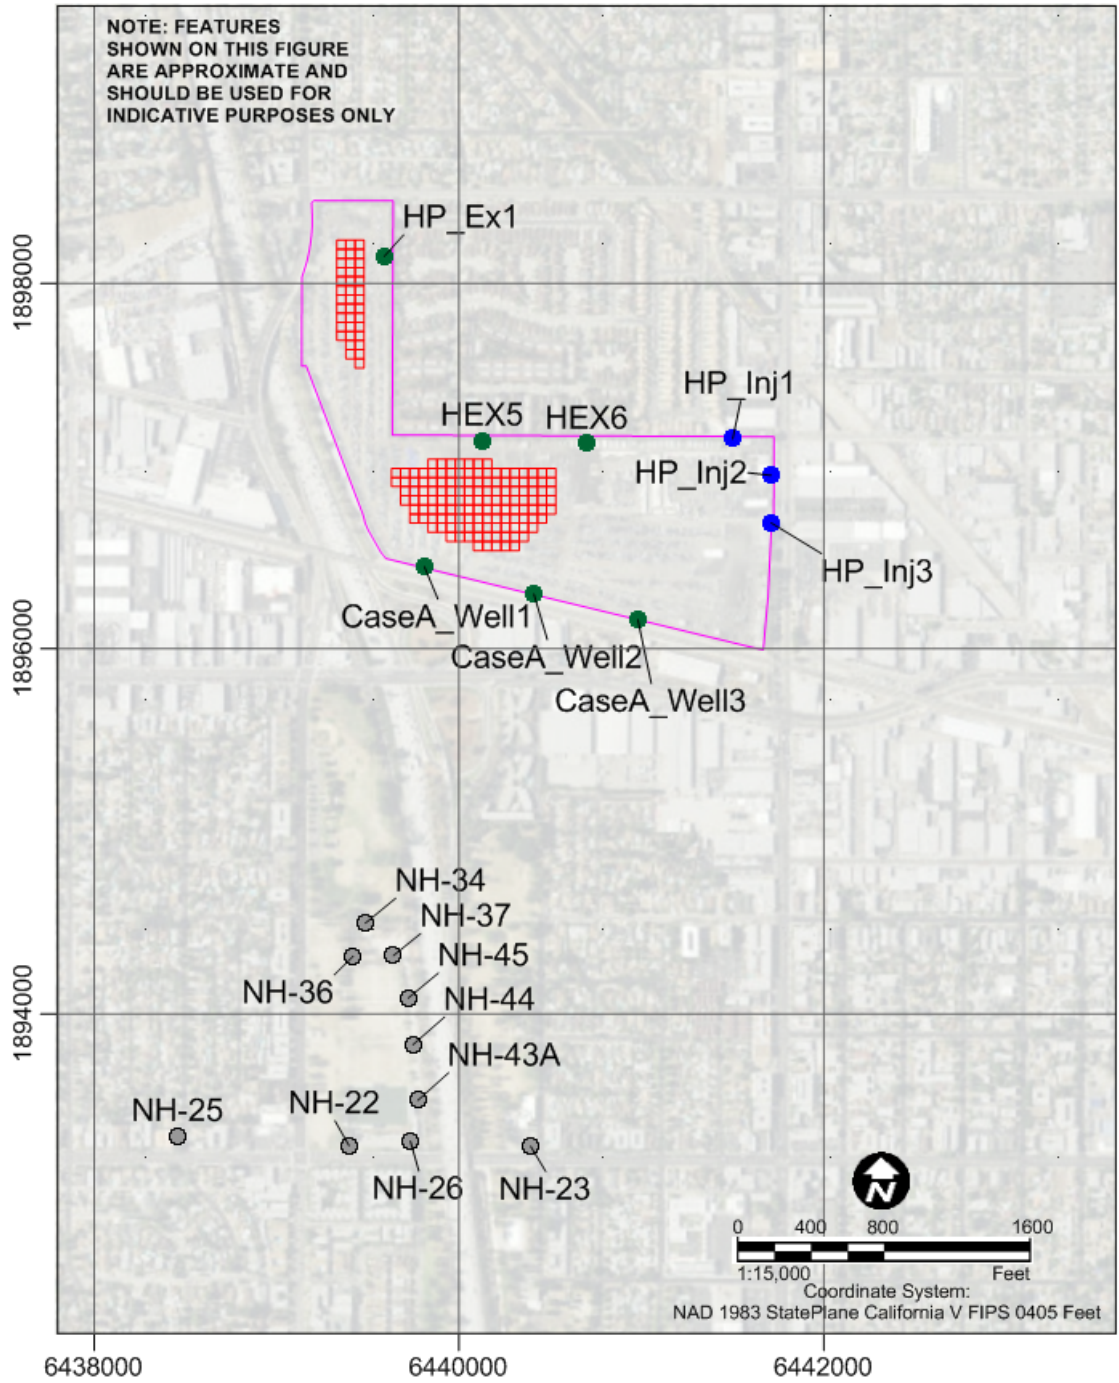 NOTE: FEATURES
SHOWN ON THIS FIGURE
ARE APPROXIMATE AND
SHOULD BE USED FOR
INDICATIVE PURPOSES ONLY
HP_Ex1
1898000
HP_Inj1
HEX5
HEX6
HP_Inj2
HP_Inj3
CaseA_Well1
CaseA_Well2
CaseA_Well3
1896000
NH-34
NH-37
NH-45
NH-36
NH-44
1894000
NH-43A
NH-22
NH-25
NH-26
NH-23
N
0 400 800 1600
1:15,000 Feet
Coordinate System:
NAD 1983 StatePlane California V FIPS 0405 Feet
6438000 6440000 6442000